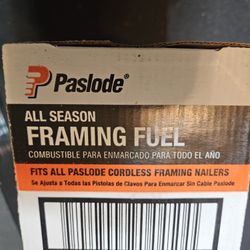 Paslode®
ALL SEASON
FRAMING FUEL
COMBUSTIBLE PARA ENMARCADO PARA TODO EL AÑO
FITS ALL PASLODE CORDLESS FRAMING NAILERS
Se Ajusta a Todas las Pistolas de Clavos Para Enmarcar Sin Cable Paslode